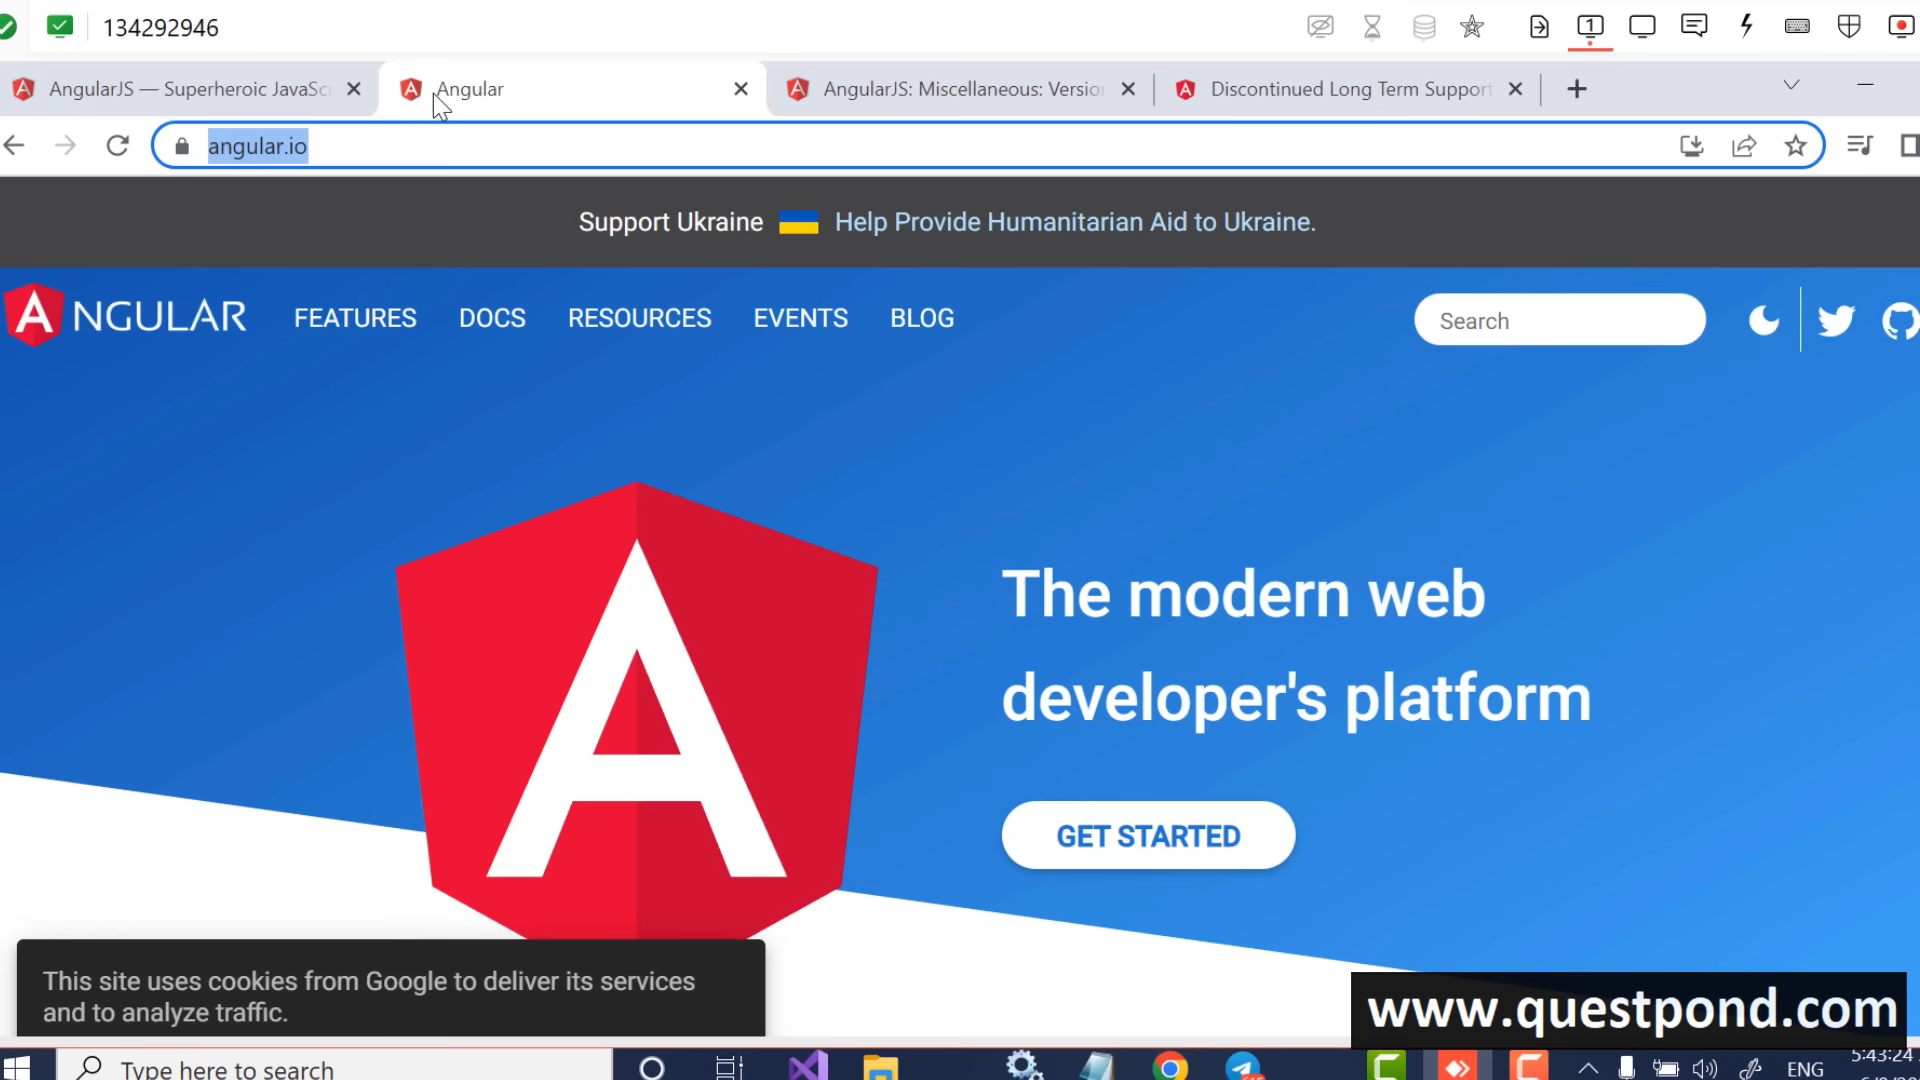 134292946
AngularJS — Superheroic JavaScr
Angular
AngularJS: Miscellaneous: Version
Discontinued Long Term Support
angular.io
Support Ukraine Help Provide Humanitarian Aid to Ukraine.
ANGULAR FEATURES DOCS RESOURCES EVENTS BLOG Search
The modern web
developer's platform
GET STARTED
This site uses cookies from Google to deliver its services
and to analyze traffic.
www.questpond.com
Type here to search
ENG
5:43:24